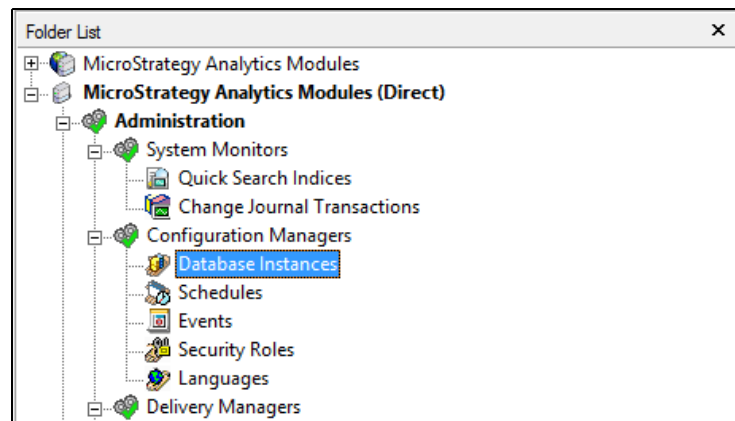 Folder List
MicroStrategy Analytics Modules
MicroStrategy Analytics Modules (Direct)
Administration
System Monitors
Quick Search Indices
Change Journal Transactions
Configuration Managers
Database Instances
Schedules
Events
Security Roles
Languages
Delivery Managers